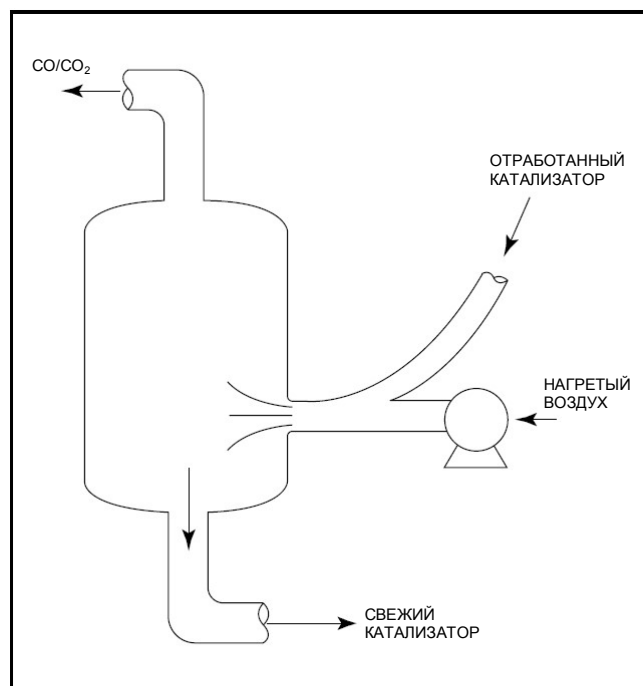 CO/CO₂
ОТРАБОТАННЫЙ
КАТАЛИЗАТОР
НАГРЕТЫЙ
ВОЗДУХ
СВЕЖИЙ
КАТАЛИЗАТОР